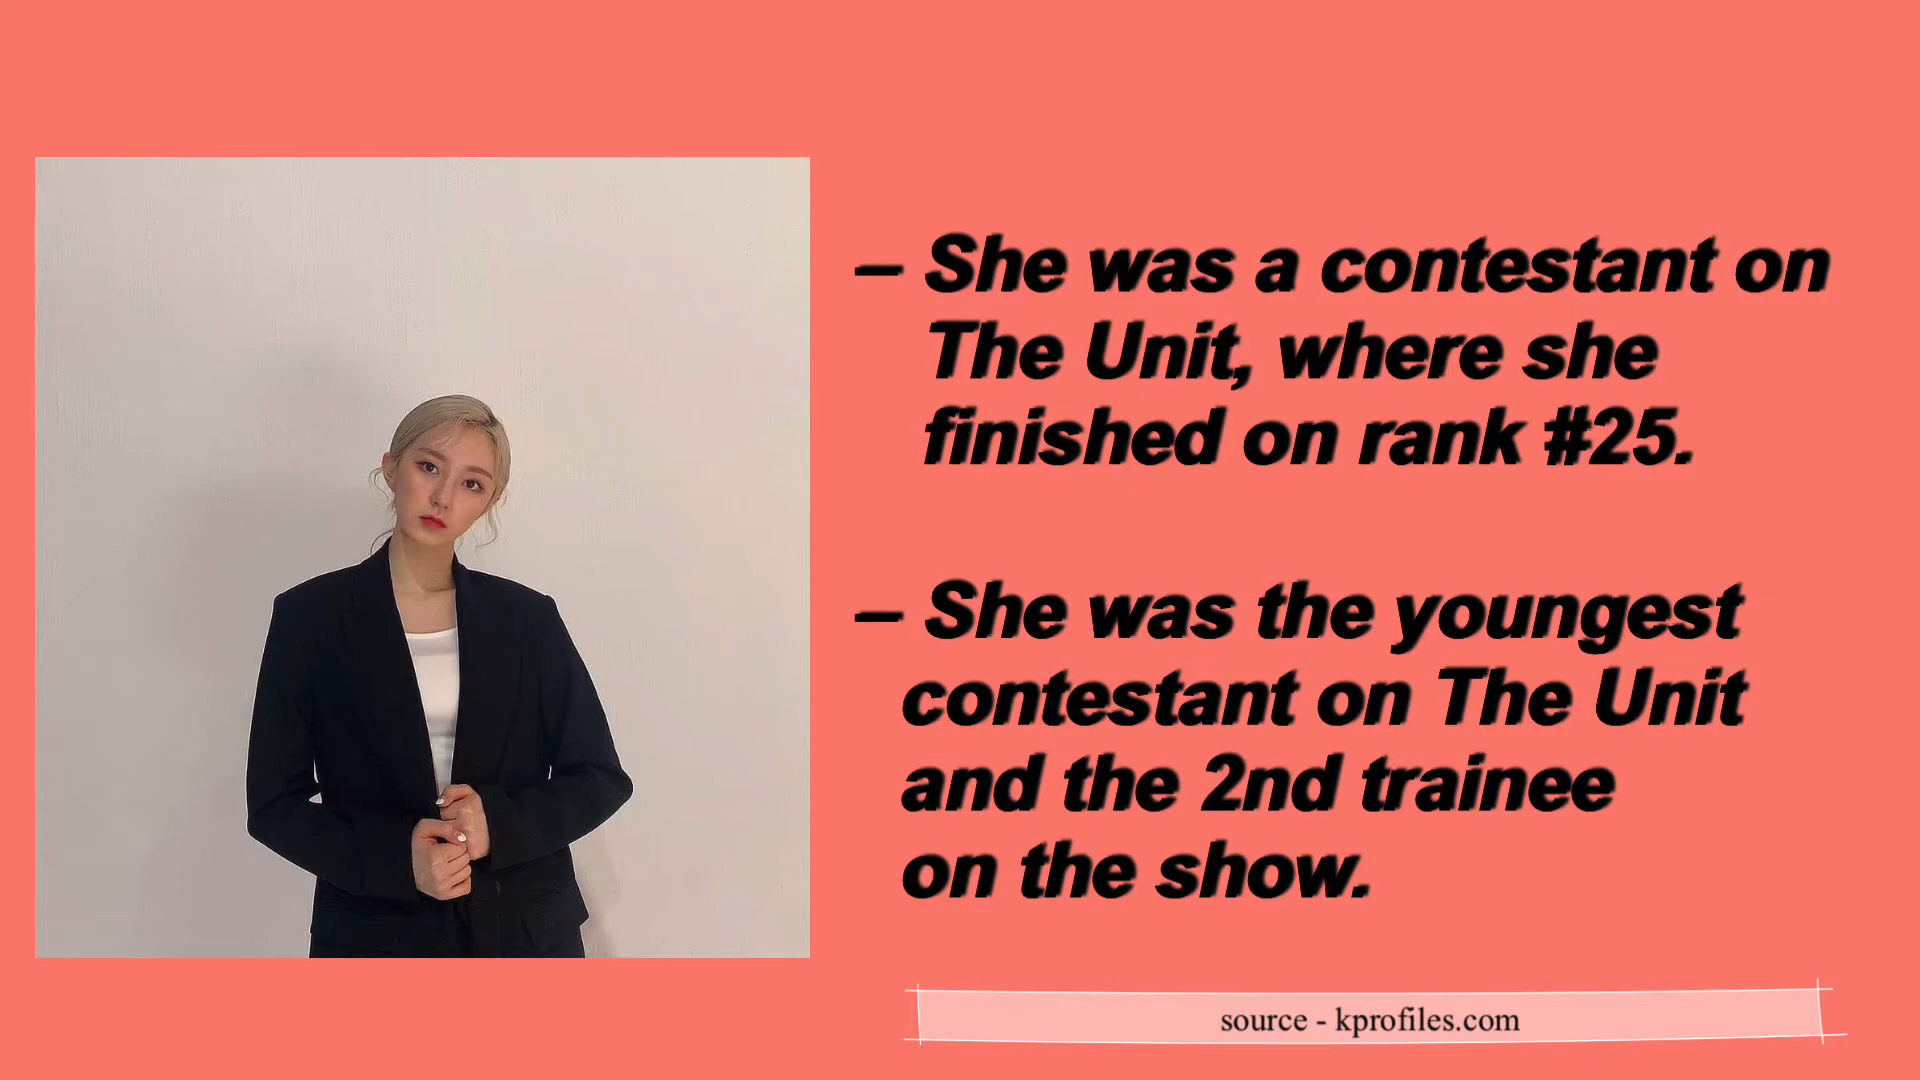 – She was a contestant on
The Unit, where she
finished on rank #25.
– She was the youngest
contestant on The Unit
and the 2nd trainee
on the show.
source - kprofiles.com